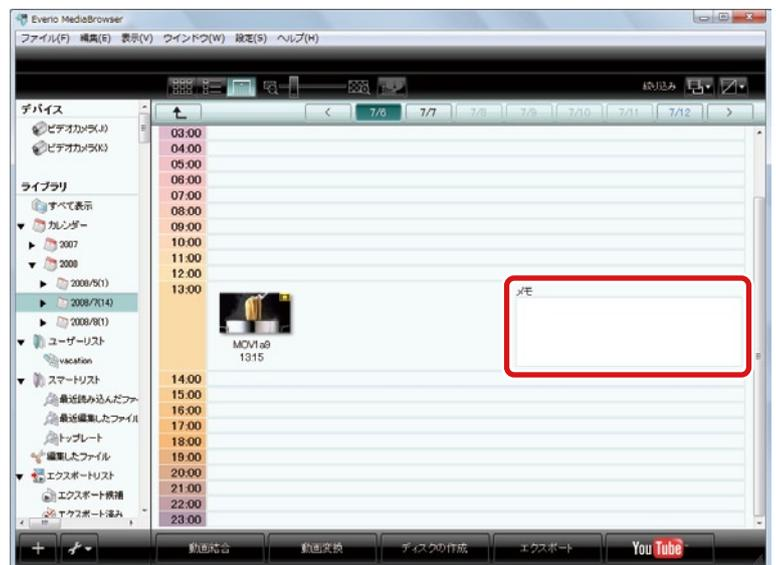 Everio MediaBrowser
ファイル(F) 編集(E) 表示(V) ウインドウ(W) 設定(S) ヘルプ(H)
絞り込み
デバイス
ビデオカメラ(J)
ビデオカメラ(K)
ライブラリ
すべて表示
カレンダー
2007
2008
2008/5(1)
2008/7(14)
2008/8(1)
ユーザーリスト
vacation
スマートリスト
最近読み込んだファ
最近編集したファイル
トップレート
編集したファイル
エクスポートリスト
エクスポート候補
エクスポート済み
7/6 7/7 7/8 7/9 7/10 7/11 7/12
03:00
04:00
05:00
06:00
07:00
08:00
09:00
10:00
11:00
12:00
13:00
MOV1a9
13:15
メモ
14:00
15:00
16:00
17:00
18:00
19:00
20:00
21:00
22:00
23:00
動画結合 動画変換 ディスクの作成 エクスポート YouTube